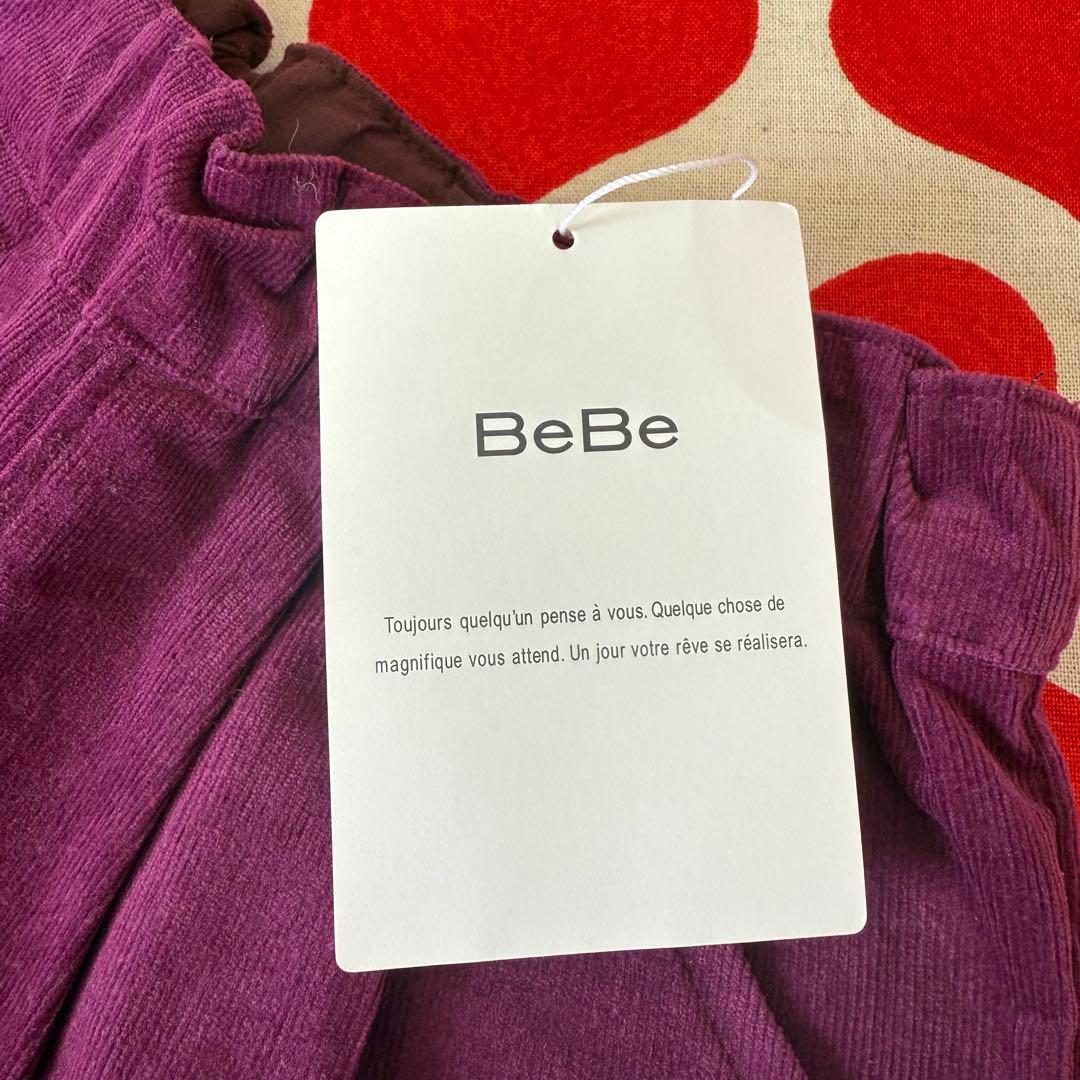 BeBe
Toujours quelqu'un pense à vous. Quelque chose de
magnifique vous attend. Un jour votre rêve se réalisera.